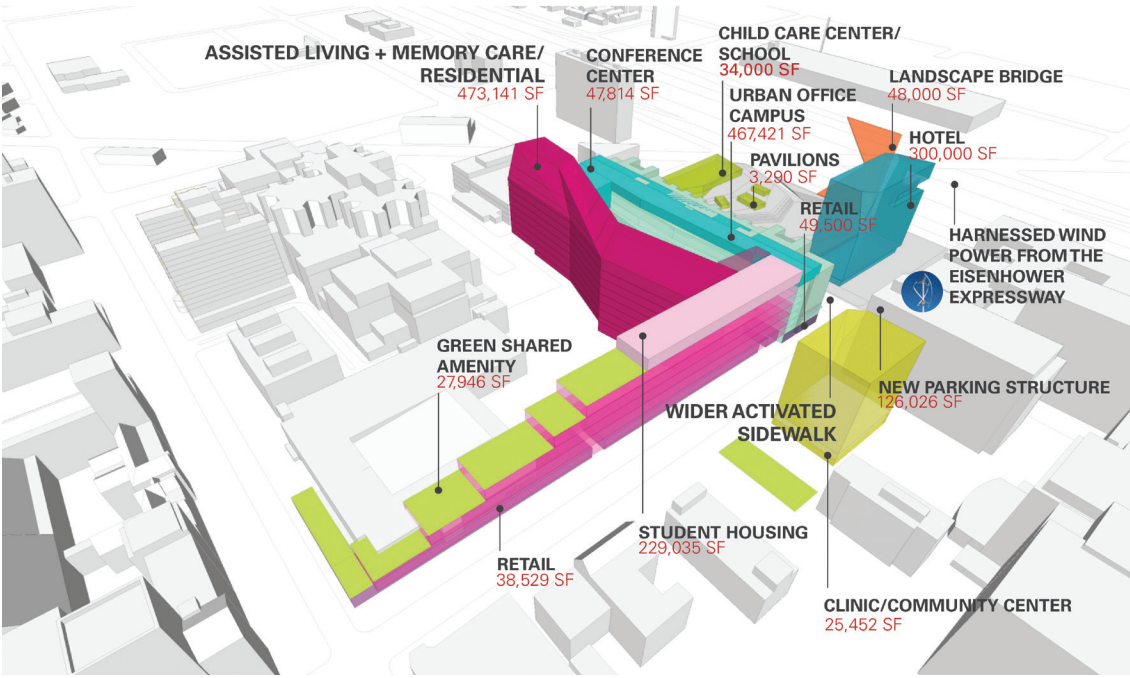 ASSISTED LIVING + MEMORY CARE/
RESIDENTIAL
473,141 SF
CONFERENCE
CENTER
47,814 SF
CHILD CARE CENTER/
SCHOOL
34,000 SF
URBAN OFFICE
CAMPUS
467,421 SF
PAVILIONS
3,290 SF
RETAIL
49,500 SF
LANDSCAPE BRIDGE
48,000 SF
HOTEL
300,000 SF
HARNESSED WIND
POWER FROM THE
EISENHOWER
EXPRESSWAY
GREEN SHARED
AMENITY
27,946 SF
NEW PARKING STRUCTURE
126,026 SF
WIDER ACTIVATED
SIDEWALK
STUDENT HOUSING
229,035 SF
RETAIL
38,529 SF
CLINIC/COMMUNITY CENTER
25,452 SF